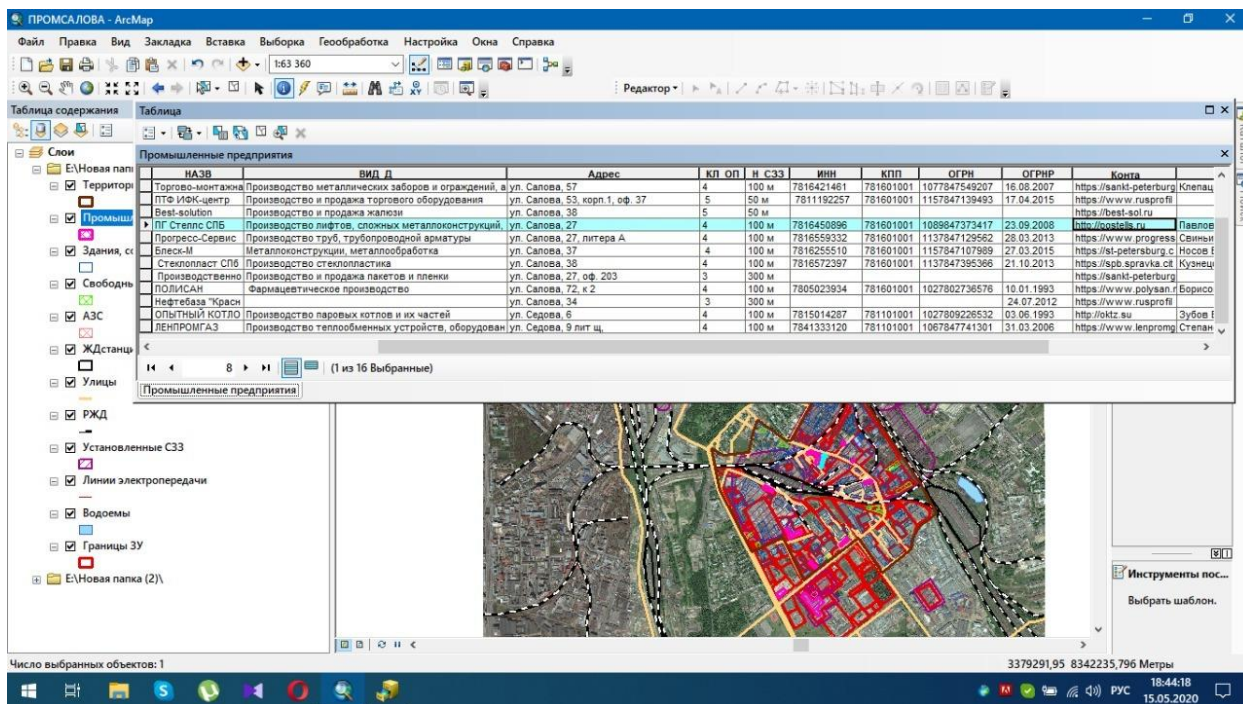 ПРОМСАЛОВА - ArcMap
Файл Правка Вид Закладка Вставка Выборка Геообработка Настройка Окна Справка
1:63 360
Редактор
Таблица содержания
Таблица
Слои
Промышленные предприятия
E:\Новая пап
НАЗВ ВИД_Д Адрес КЛ_ОП Н_СЗЗ ИНН КПП ОГРН ОГРНР Конта
Территори
Торгово-монтажна Производство металлических заборов и ограждений, а ул. Салова, 57 4 100 м 7816421461 781601001 1077847549207 16.08.2007 https://sankt-peterburg Клепац
ПТФ ИФК-центр Производство и продажа торгового оборудования ул. Салова, 53, корп.1, оф. 37 5 50 м 7811192257 781601001 1157847139493 17.04.2015 https://www.rusprofil
Best-solution Производство и продажа жалюзи ул. Салова, 38 5 50 м https://best-sol.ru
Промышл
ПГ Стеллс СПБ Производство лифтов, сложных металлоконструкций, ул. Салова, 27 4 100 м 7816450896 781601001 1089847373417 23.09.2008 http://postells.ru Павлов
Прогресс-Сервис Производство труб, трубопроводной арматуры ул. Салова, 27, литера А 4 100 м 7816559332 781601001 1137847129562 28.03.2013 https://www.progress Свиньи
Здания, со
Блеск-М Металлоконструкции, металлообработка ул. Салова, 37 4 100 м 7816255510 781601001 1157847107989 27.03.2015 https://st-petersburg.c Носов Е
Стеклопласт СПб Производство стеклопластика ул. Салова, 38 4 100 м 7816572397 781601001 1137847395366 21.10.2013 https://spb.spravka.cit Кузнец
Производственно Производство и продажа пакетов и пленки ул. Салова, 27, оф. 203 3 300 м https://sankt-peterburg
Свободнь
ПОЛИСАН Фармацевтическое производство ул. Салова, 72, к 2 4 100 м 7805023934 781601001 1027802736576 10.01.1993 https://www.polysan.r Борисо
Нефтебаза "Красн ул. Салова, 34 3 300 м 24.07.2012 https://www.rusprofil
АЗС
ОПЫТНЫЙ КОТЛО Производство паровых котлов и их частей ул. Седова, 6 4 100 м 7815014287 781101001 1027809226532 03.06.1993 http://oktz.su Зубов Е
ЛЕНПРОМГАЗ Производство теплообменных устройств, оборудован ул. Седова, 9 лит щ, 4 100 м 7841333120 781101001 1067847741301 31.03.2006 https://www.lenpromg Степан
ЖДстанци
8 (1 из 16 Выбранные)
Улицы
Промышленные предприятия
РЖД
Установленные СЗЗ
Линии электропередачи
Водоемы
Границы ЗУ
E:\Новая папка (2)\
Инструменты пос...
Выбрать шаблон.
Число выбранных объектов: 1
3379291,95 8342235,796 Метры
РУС
18:44:18
15.05.2020